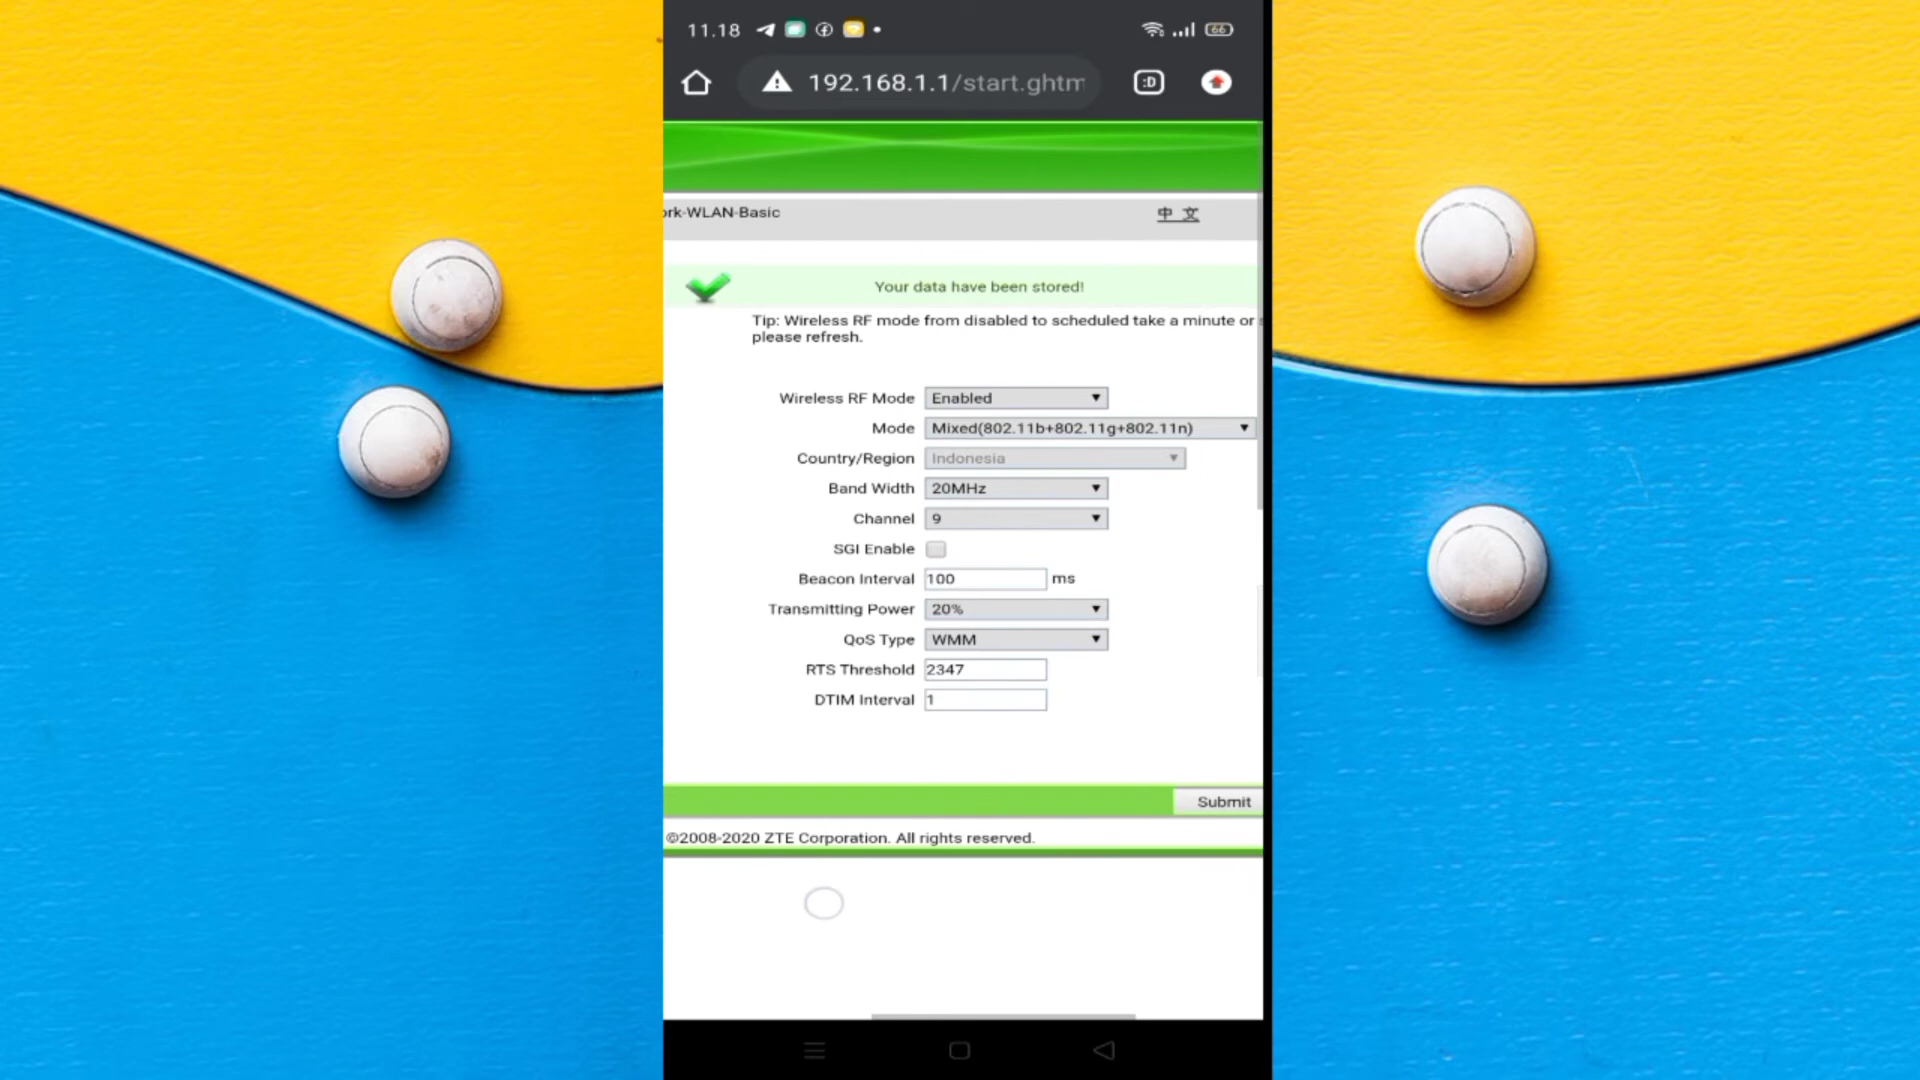 11.18
66
192.168.1.1/start.ghtm
:D
ork-WLAN-Basic
中 文
Your data have been stored!
Tip: Wireless RF mode from disabled to scheduled take a minute or s
please refresh.
Wireless RF Mode Enabled
Mode Mixed(802.11b+802.11g+802.11n)
Country/Region Indonesia
Band Width 20MHz
Channel 9
SGI Enable
Beacon Interval 100 ms
Transmitting Power 20%
QoS Type WMM
RTS Threshold 2347
DTIM Interval 1
Submit
©2008-2020 ZTE Corporation. All rights reserved.